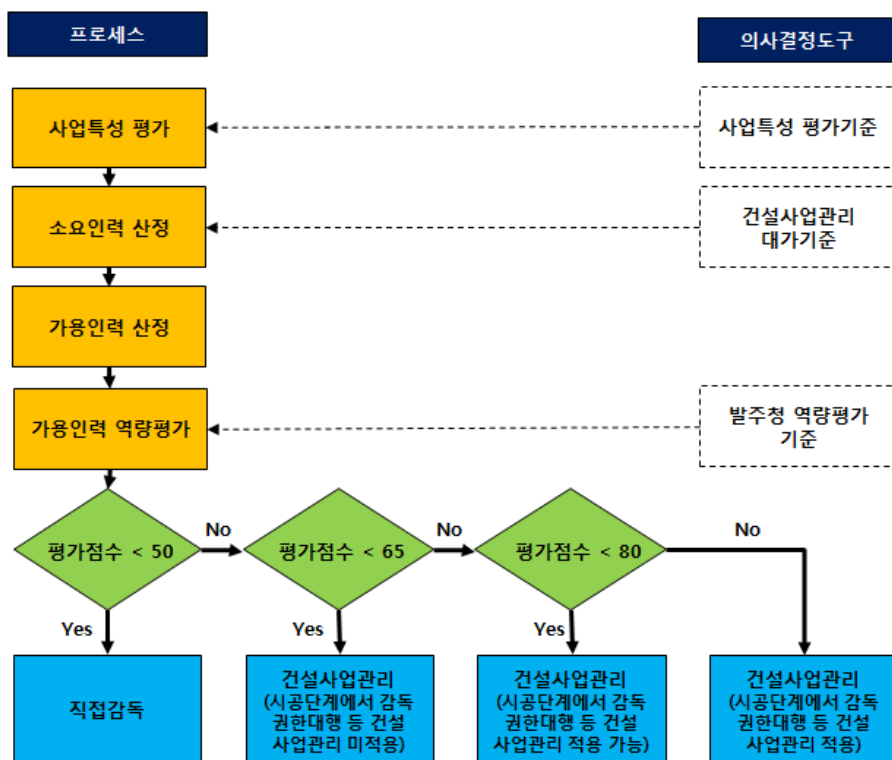 프로세스
의사결정도구
사업특성 평가
사업특성 평가기준
소요인력 산정
건설사업관리
대가기준
가용인력 산정
가용인력 역량평가
발주청 역량평가
기준
평가점수 < 50
No
평가점수 < 65
No
평가점수 < 80
No
Yes
Yes
Yes
직접감독
건설사업관리
(시공단계에서 감독
권한대행 등 건설
사업관리 미적용)
건설사업관리
(시공단계에서 감독
권한대행 등 건설
사업관리 적용 가능)
건설사업관리
(시공단계에서 감독
권한대행 등 건설
사업관리 적용)